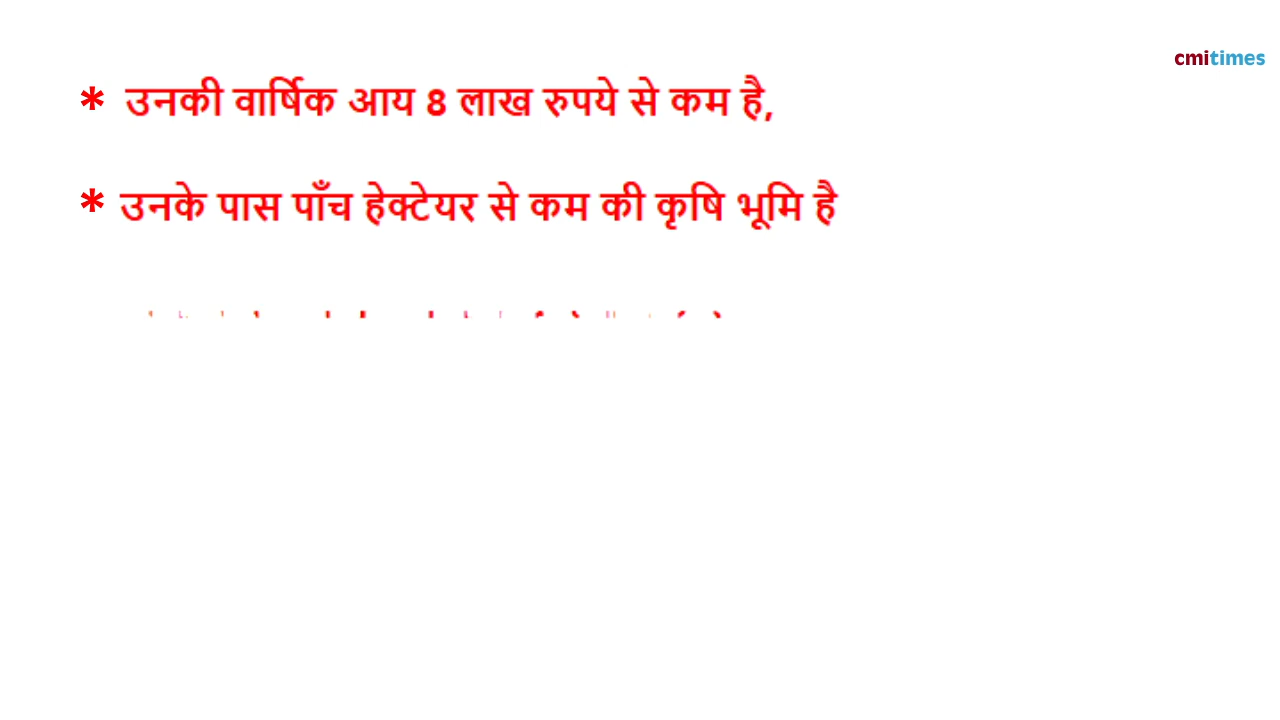 cmitimes
* उनकी वार्षिक आय 8 लाख रुपये से कम है,
* उनके पास पाँच हेक्टेयर से कम की कृषि भूमि है